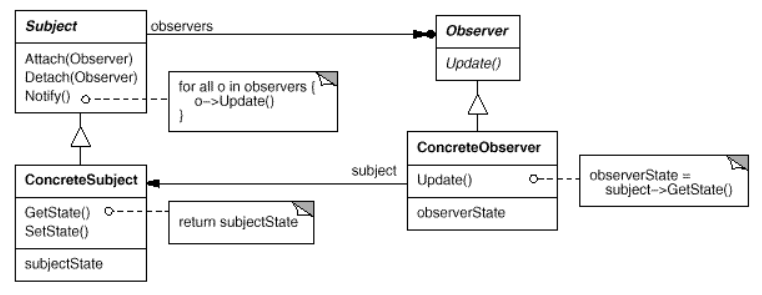 Subject
Attach(Observer)
Detach(Observer)
Notify()
observers
Observer
Update()
for all o in observers {
o->Update()
}
ConcreteSubject
GetState()
SetState()
subjectState
return subjectState
subject
ConcreteObserver
Update()
observerState
observerState =
subject->GetState()